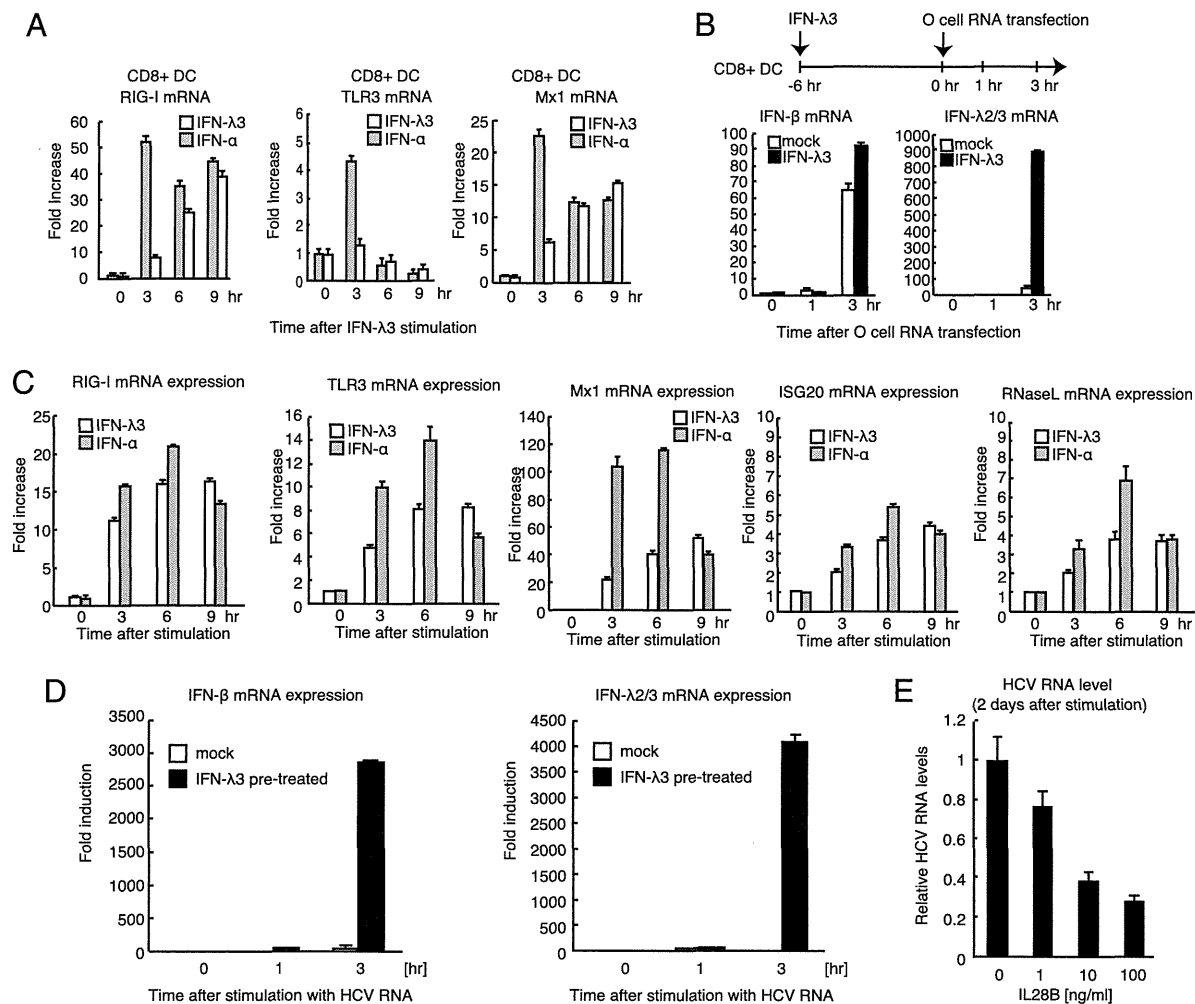 A
CD8+ DC
RIG-I mRNA
Fold Increase
60
50
40
30
20
10
0
IFN-λ3
IFN-α
0 3 6 9 hr
CD8+ DC
TLR3 mRNA
Fold Increase
6
5
4
3
2
1
0
IFN-λ3
IFN-α
0 3 6 9 hr
CD8+ DC
Mx1 mRNA
Fold Increase
25
20
15
10
5
0
IFN-λ3
IFN-α
0 3 6 9 hr
Time after IFN-λ3 stimulation
B
IFN-λ3 O cell RNA transfection
CD8+ DC
-6 hr 0 hr 1 hr 3 hr
IFN-β mRNA
100
90
80
70
60
50
40
30
20
10
0
mock
IFN-λ3
0 1 3 hr
IFN-λ2/3 mRNA
1000
900
800
700
600
500
400
300
200
100
0
mock
IFN-λ3
0 1 3 hr
Time after O cell RNA transfection
C
RIG-I mRNA expression
Fold increase
25
20
15
10
5
0
IFN-λ3
IFN-α
0 3 6 9 hr
Time after stimulation
TLR3 mRNA expression
Fold increase
16
14
12
10
8
6
4
2
0
IFN-λ3
IFN-α
0 3 6 9 hr
Time after stimulation
Mx1 mRNA expression
Fold increase
140
120
100
80
60
40
20
0
IFN-λ3
IFN-α
0 3 6 9 hr
Time after stimulation
ISG20 mRNA expression
Fold increase
10
9
8
7
6
5
4
3
2
1
0
IFN-λ3
IFN-α
0 3 6 9 hr
Time after stimulation
RNaseL mRNA expression
Fold increase
10
9
8
7
6
5
4
3
2
1
0
IFN-λ3
IFN-α
0 3 6 9 hr
Time after stimulation
D
IFN-β mRNA expression
Fold induction
3500
3000
2500
2000
1500
1000
500
0
mock
IFN-λ3 pre-treated
0 1 3 [hr]
Time after stimulation with HCV RNA
IFN-λ2/3 mRNA expression
Fold induction
4500
4000
3500
3000
2500
2000
1500
1000
500
0
mock
IFN-λ3 pre-treated
0 1 3 [hr]
Time after stimulation with HCV RNA
E
HCV RNA level
(2 days after stimulation)
Relative HCV RNA levels
1.2
1
0.8
0.6
0.4
0.2
0
0 1 10 100
IL28B [ng/ml]